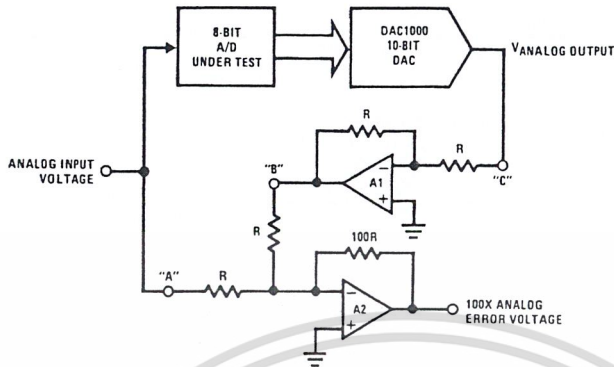 8-BIT
A/D
UNDER TEST
DAC1000
10-BIT
DAC
VANALOG OUTPUT
R
R
ANALOG INPUT
VOLTAGE
"B"
−
A1
+
"C"
R
100R
"A"
R
−
A2
+
100X ANALOG
ERROR VOLTAGE